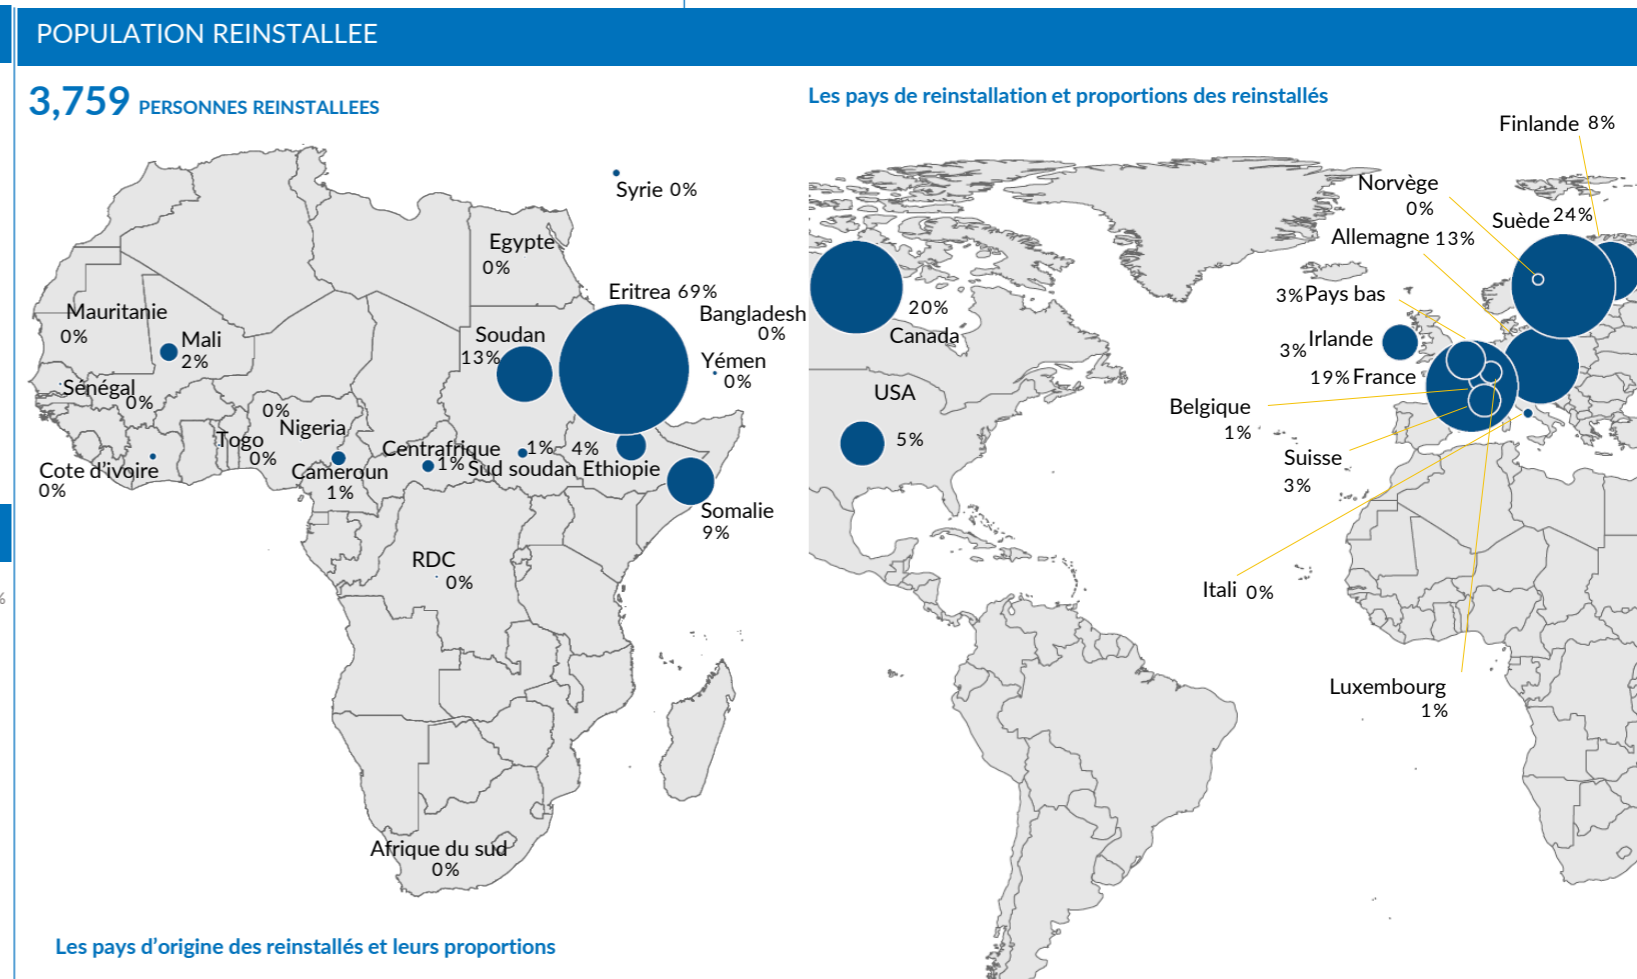 POPULATION REINSTALLEE
3,759 PERSONNES REINSTALLEES
Syrie 0%
Egypte
0%
Eritrea 69%
Bangladesh
0%
Mauritanie
0%
Mali
2%
Soudan
13%
Yémen
0%
Sénégal
0%
0%
Nigeria
Togo
0%
Centrafrique
1%
1%
Sud soudan
4%
Ethiopie
Cote d'ivoire
0%
Cameroun
1%
Somalie
9%
RDC
0%
Afrique du sud
0%
Les pays d'origine des reinstallés et leurs proportions
Les pays de reinstallation et proportions des reinstallés
Finlande 8%
Norvège
0%
Suède 24%
Allemagne 13%
3% Pays bas
20%
Canada
3% Irlande
19% France
USA
5%
Belgique
1%
Suisse
3%
Itali 0%
Luxembourg
1%
%